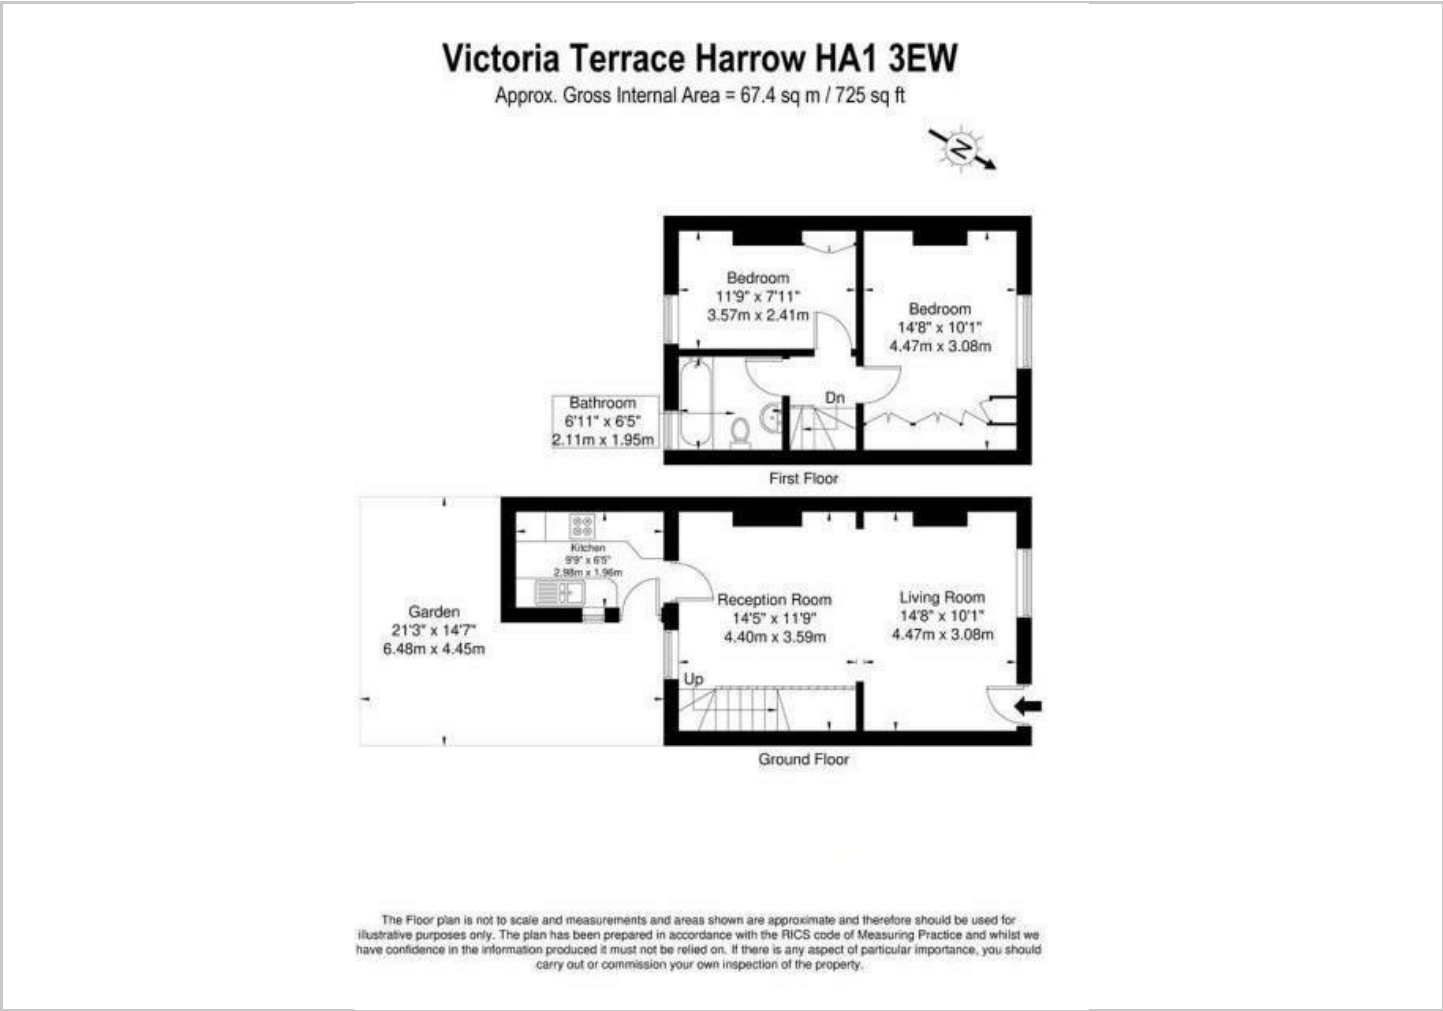 Victoria Terrace Harrow HA1 3EW
Approx. Gross Internal Area = 67.4 sq m / 725 sq ft
N
Bedroom
11'9" x 7'11"
3.57m x 2.41m
Bedroom
14'8" x 10'1"
4.47m x 3.08m
Bathroom
6'11" x 6'5"
2.11m x 1.95m
Dn
First Floor
Kitchen
9'9" x 6'5"
2.98m x 1.96m
Garden
21'3" x 14'7"
6.48m x 4.45m
Reception Room
14'5" x 11'9"
4.40m x 3.59m
Living Room
14'8" x 10'1"
4.47m x 3.08m
Up
Ground Floor
The Floor plan is not to scale and measurements and areas shown are approximate and therefore should be used for
illustrative purposes only. The plan has been prepared in accordance with the RICS code of Measuring Practice and whilst we
have confidence in the information produced it must not be relied on. If there is any aspect of particular importance, you should
carry out or commission your own inspection of the property.